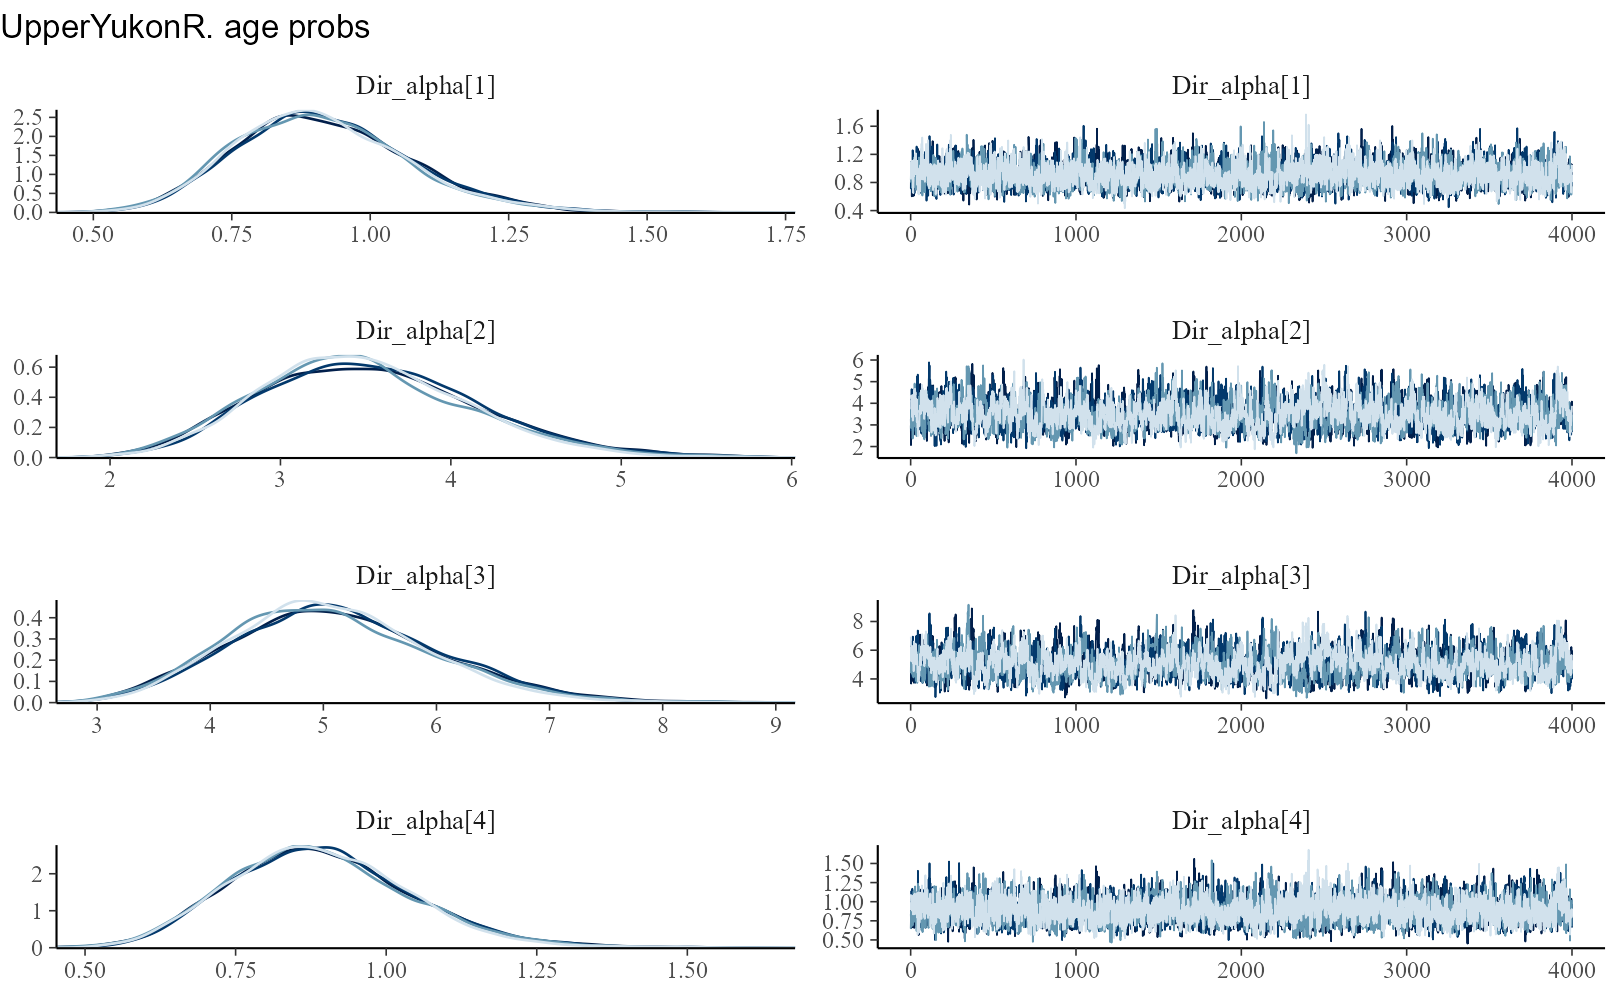 UpperYukonR. age probs
Dir_alpha[1] Dir_alpha[1]
2.5
2.0
1.5
1.0
0.5
0.0
0.50 0.75 1.00 1.25 1.50 1.75
1.6
1.2
0.8
0.4
0 1000 2000 3000 4000
Dir_alpha[2] Dir_alpha[2]
0.6
0.4
0.2
0.0
2 3 4 5 6
6
5
4
3
2
0 1000 2000 3000 4000
Dir_alpha[3] Dir_alpha[3]
0.4
0.3
0.2
0.1
0.0
3 4 5 6 7 8 9
8
6
4
0 1000 2000 3000 4000
Dir_alpha[4] Dir_alpha[4]
2
1
0
0.50 0.75 1.00 1.25 1.50
1.50
1.25
1.00
0.75
0.50
0 1000 2000 3000 4000